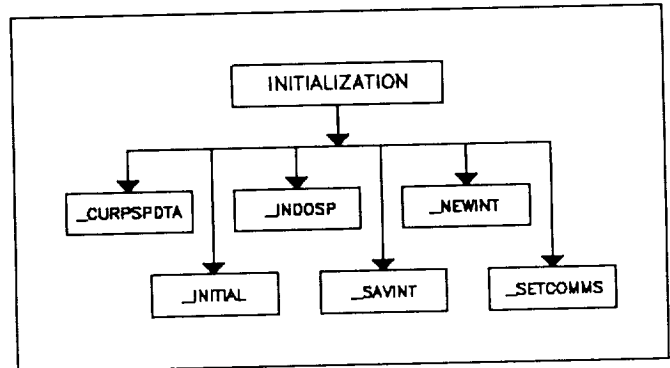 INITIALIZATION
_CURPSPDTA
_INDOSP
_NEWINT
_INITIAL
_SAVINT
_SETCOMMS